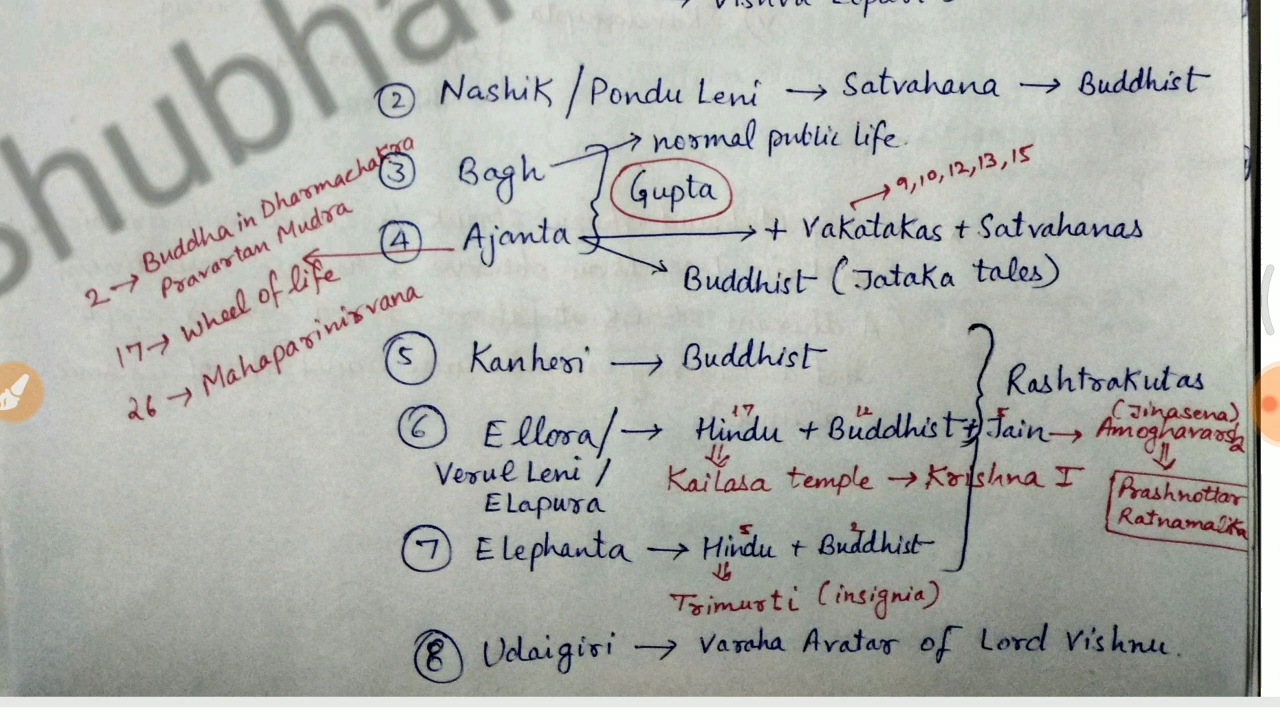 Shubha
② Nashik / Pondu Leni → Satvahana → Buddhist
③ Bagh → normal public life.
Gupta
④ Ajanta → + Vakatakas + Satvahanas
→ 9, 10, 12, 13, 15
Buddhist (Jataka tales)
2 → Buddha in Dharmachakra
Pravartan Mudra
17 → Wheel of life
26 → Mahaparinirvana
⑤ Kanheri → Buddhist
Rashtrakutas
⑥ Ellora / → Hindu 17 + Buddhist 12 + Jain 5 → Amoghavarsh
(Jinasena)
Verul Leni /
Elapura
Kailasa temple → Krishna I
Prashnottar
Ratnamalika
⑦ Elephanta → Hindu 5 + Buddhist 2
Trimurti (insignia)
⑧ Udaigiri → Varaha Avatar of Lord Vishnu.